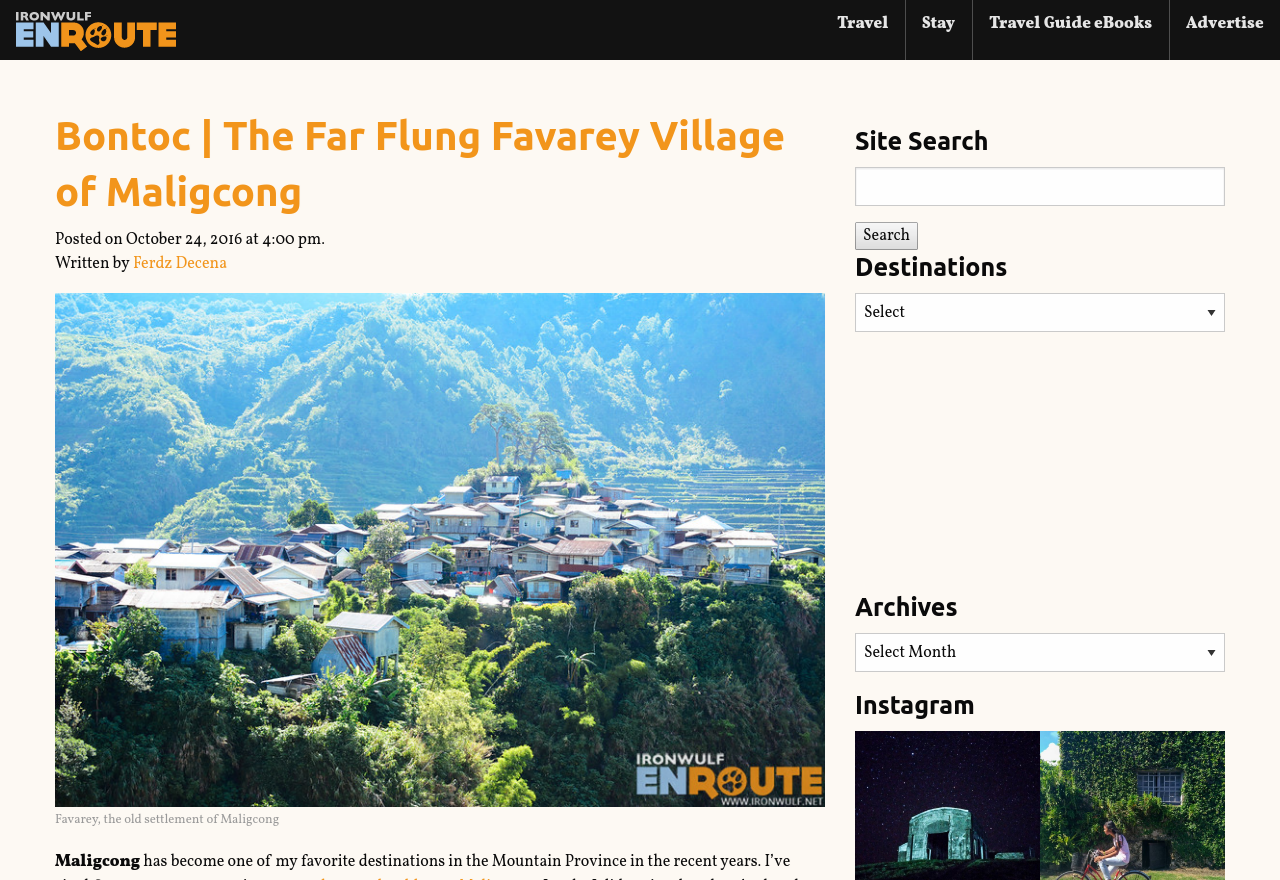 IRONWULF
ENROUTE
Travel
Stay
Travel Guide eBooks
Advertise
Bontoc | The Far Flung Favarey Village
of Maligcong
Posted on October 24, 2016 at 4:00 pm.
Written by Ferdz Decena
IRONWULF
ENROUTE
WWW.IRONWULF.NET
Favarey, the old settlement of Maligcong
Maligcong has become one of my favorite destinations in the Mountain Province in the recent years. I’ve
Site Search
Search
Destinations
Select
Archives
Select Month
Instagram